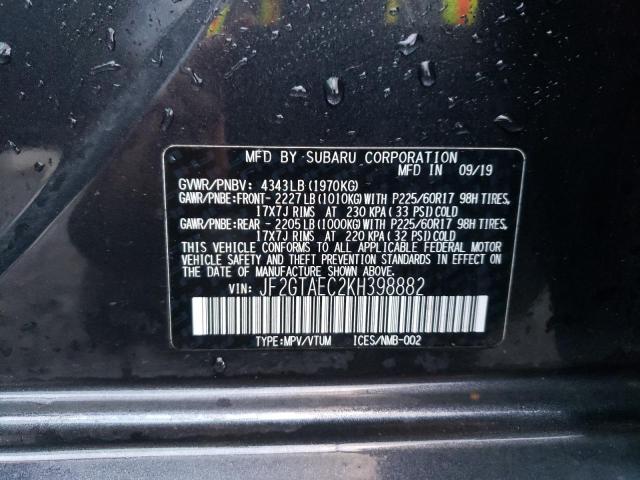 MFD BY SUBARU CORPORATION
MFD IN 09/19
GVWR/PNBV: 4343LB (1970KG)
GAWR/PNBE:FRONT- 2227LB (1010KG) WITH P225/60R17 98H TIRES,
17X7J RIMS AT 230 KPA (33 PSI) COLD
GAWR/PNBE:REAR - 2205LB (1000KG) WITH P225/60R17 98H TIRES,
17X7J RIMS AT 220 KPA (32 PSI) COLD
THIS VEHICLE CONFORMS TO ALL APPLICABLE FEDERAL MOTOR
VEHICLE SAFETY AND THEFT PREVENTION STANDARDS IN EFFECT
ON THE DATE OF MANUFACTURE SHOWN ABOVE.
VIN: JF2GTAEC2KH398882
TYPE:MPV/VTUM ICES/NMB-002